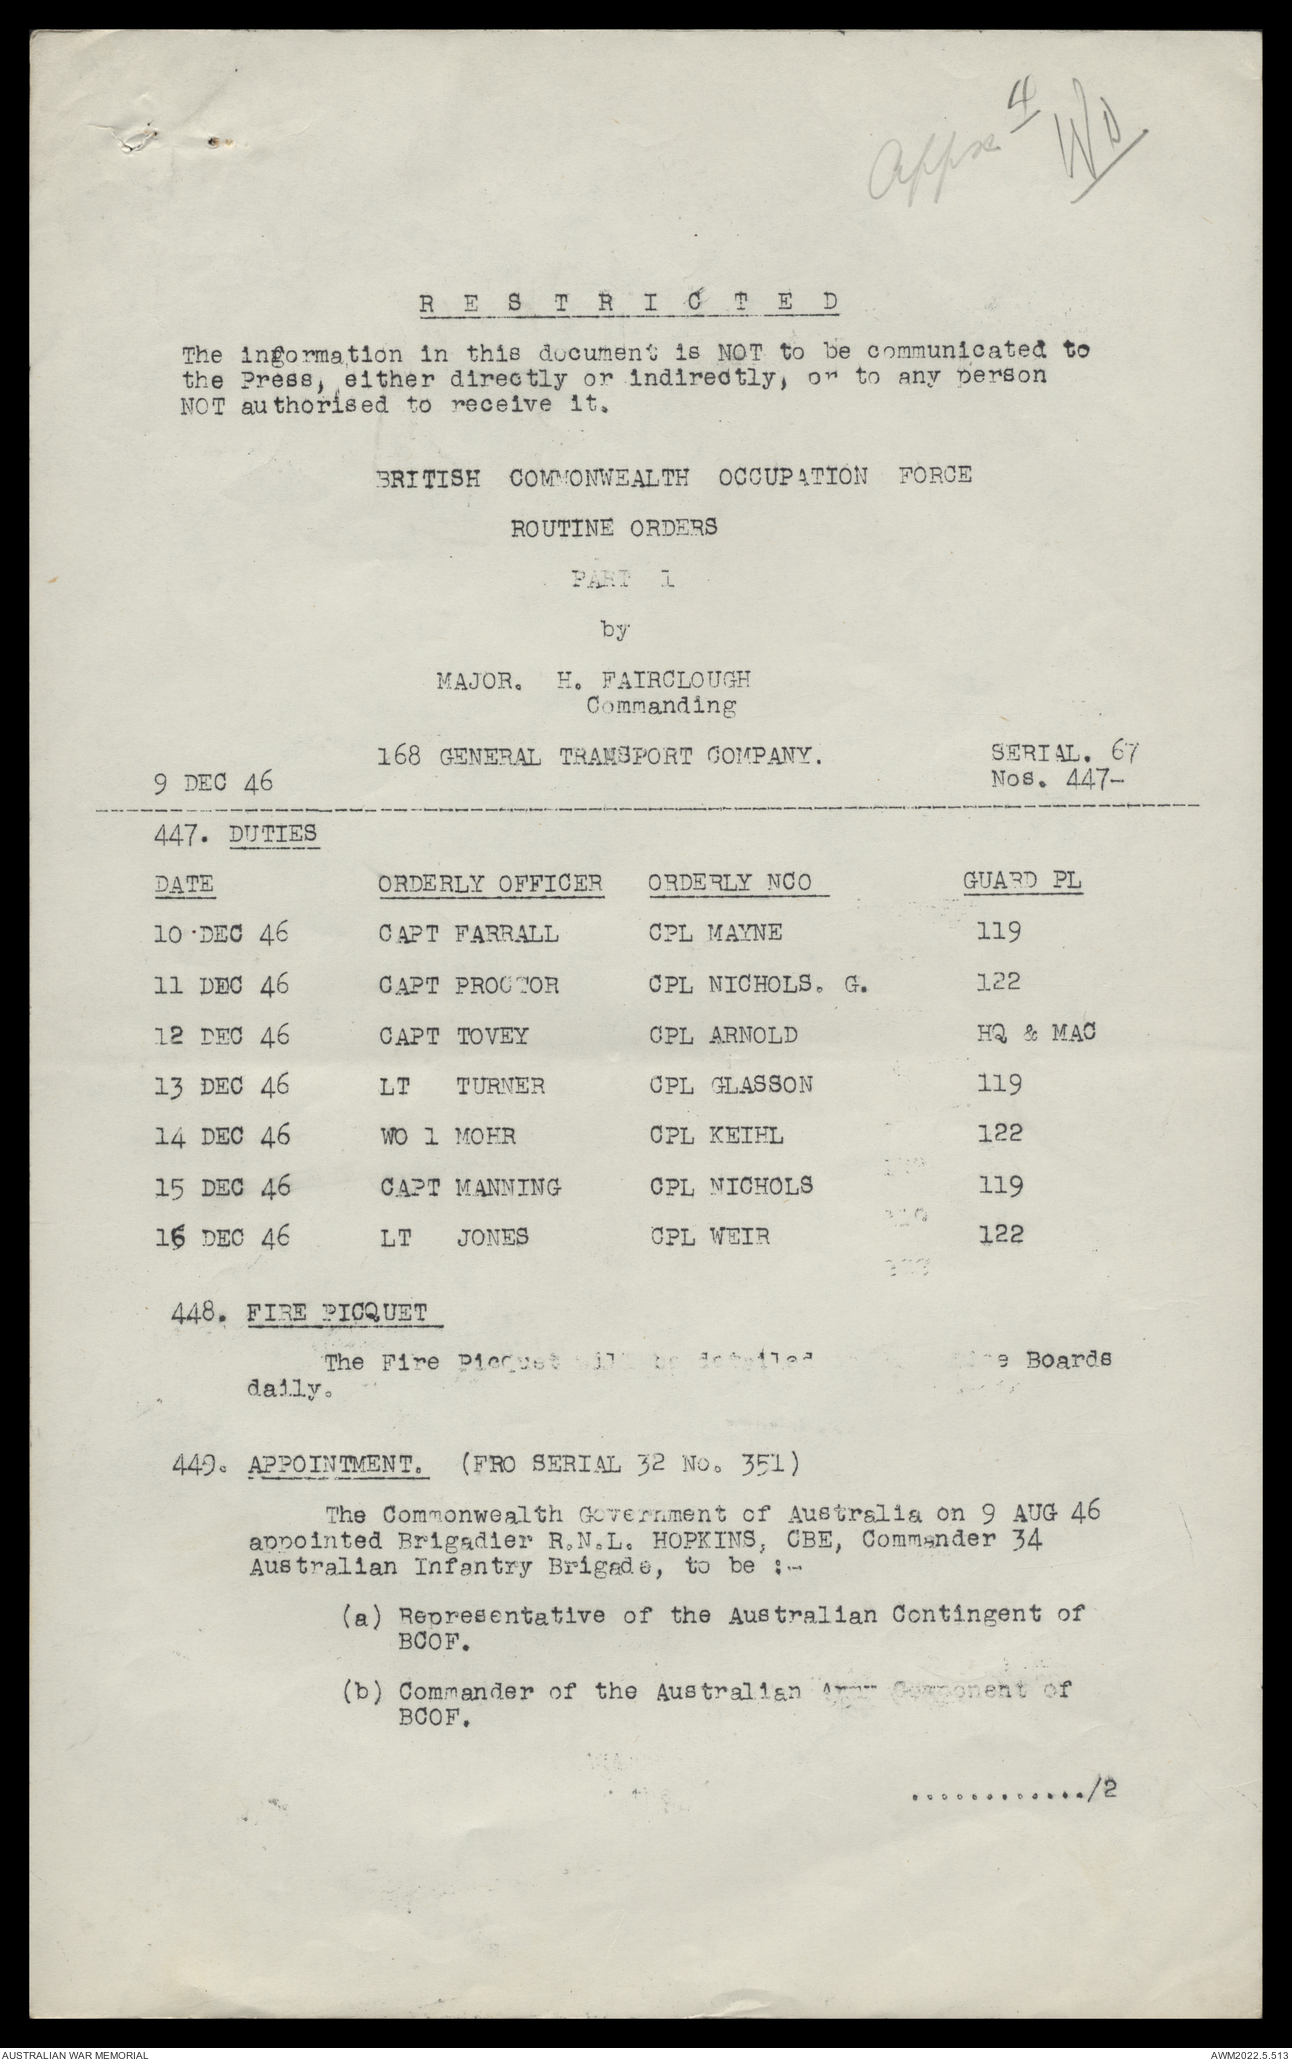 Appx 4 WD
RESTRICTED
The ingormation in this document is NOT to be communicated to
the Press, either directly or indirectly, or to any person
NOT authorised to receive it.
BRITISH COMMONWEALTH OCCUPATION FORCE
ROUTINE ORDERS
PART 1
by
MAJOR. H. FAIRCLOUGH
Commanding
168 GENERAL TRANSPORT COMPANY. SERIAL. 67
9 DEC 46 Nos. 447-
447. DUTIES
DATE ORDERLY OFFICER ORDERLY NCO GUARD PL
10 DEC 46 CAPT FARRALL CPL MAYNE 119
11 DEC 46 CAPT PROCTOR CPL NICHOLS. G. 122
12 DEC 46 CAPT TOVEY CPL ARNOLD HQ & MAC
13 DEC 46 LT TURNER CPL GLASSON 119
14 DEC 46 WO 1 MOHR CPL KEIHL 122
15 DEC 46 CAPT MANNING CPL NICHOLS 119
16 DEC 46 LT JONES CPL WEIR 122
448. FIRE PICQUET
The Fire Picquet will be detailed Boards
daily.
449. APPOINTMENT. (FRO SERIAL 32 No. 351)
The Commonwealth Government of Australia on 9 AUG 46
appointed Brigadier R.N.L. HOPKINS, CBE, Commander 34
Australian Infantry Brigade, to be :-
(a) Representative of the Australian Contingent of
BCOF.
(b) Commander of the Australian Army Component of
BCOF.
............/2
AUSTRALIAN WAR MEMORIAL AWM2022.5.513